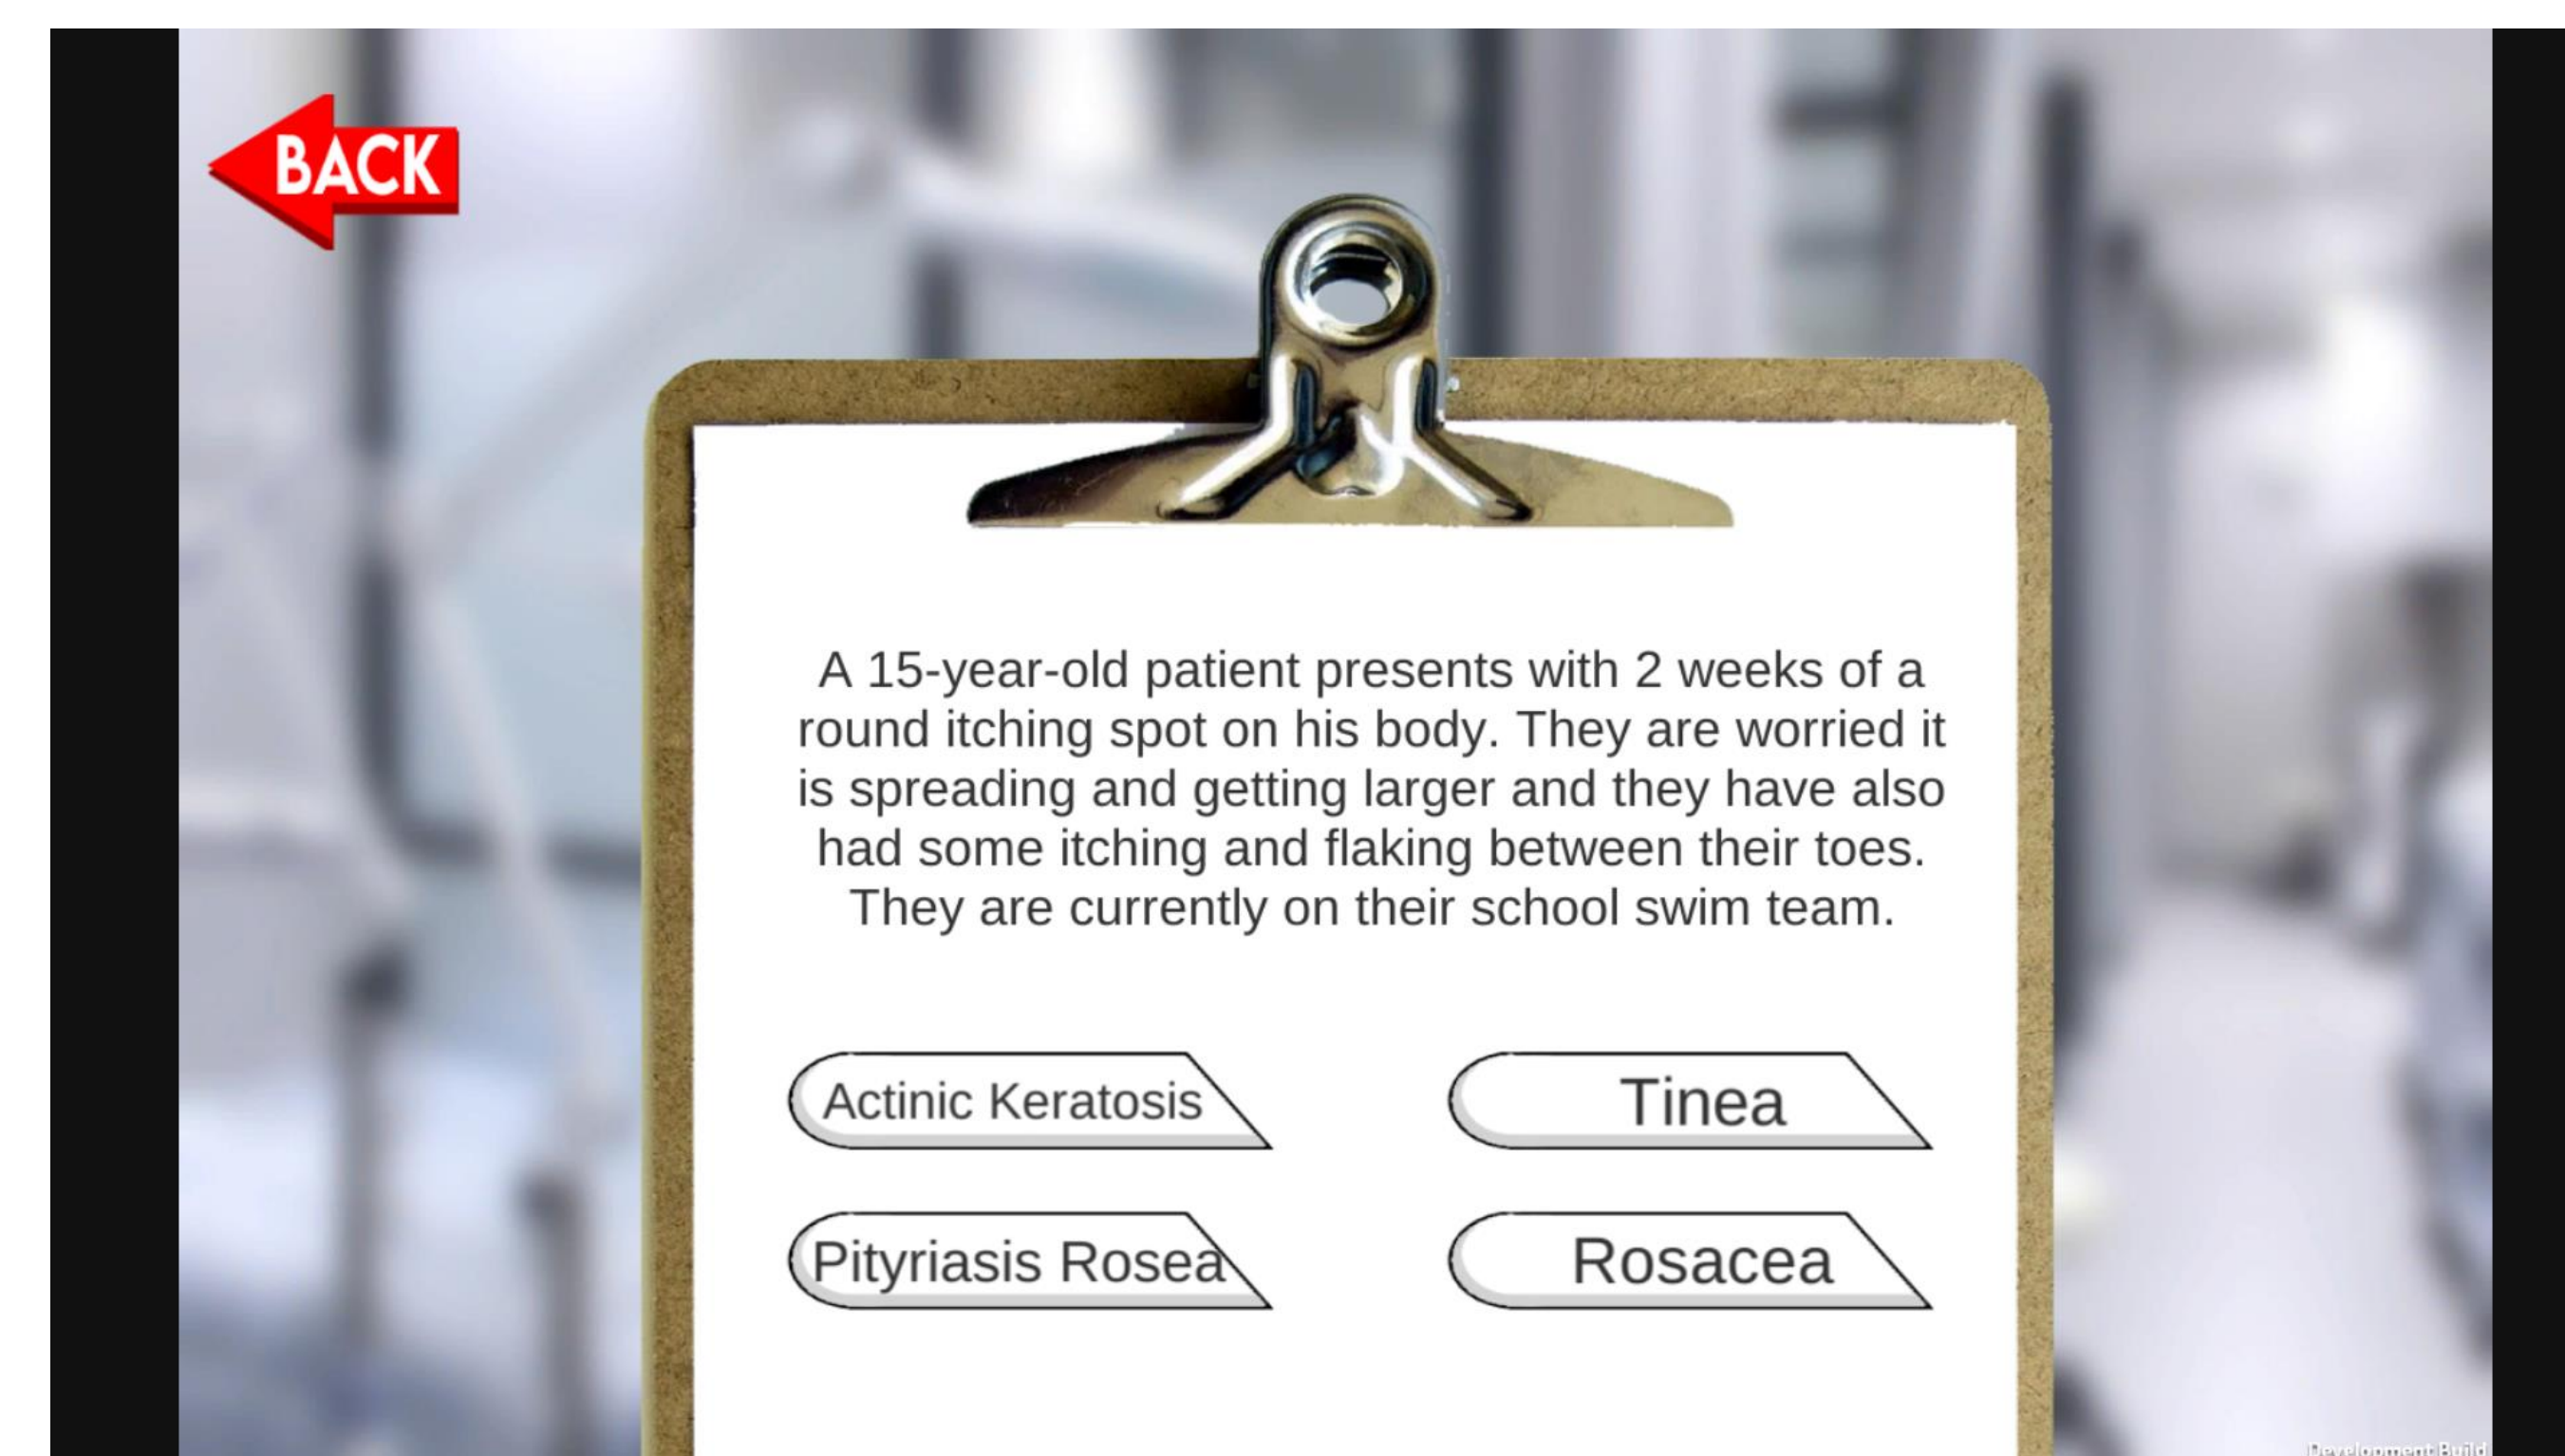 BACK
A 15-year-old patient presents with 2 weeks of a
round itching spot on his body. They are worried it
is spreading and getting larger and they have also
had some itching and flaking between their toes.
They are currently on their school swim team.
Actinic Keratosis
Tinea
Pityriasis Rosea
Rosacea
Development Build